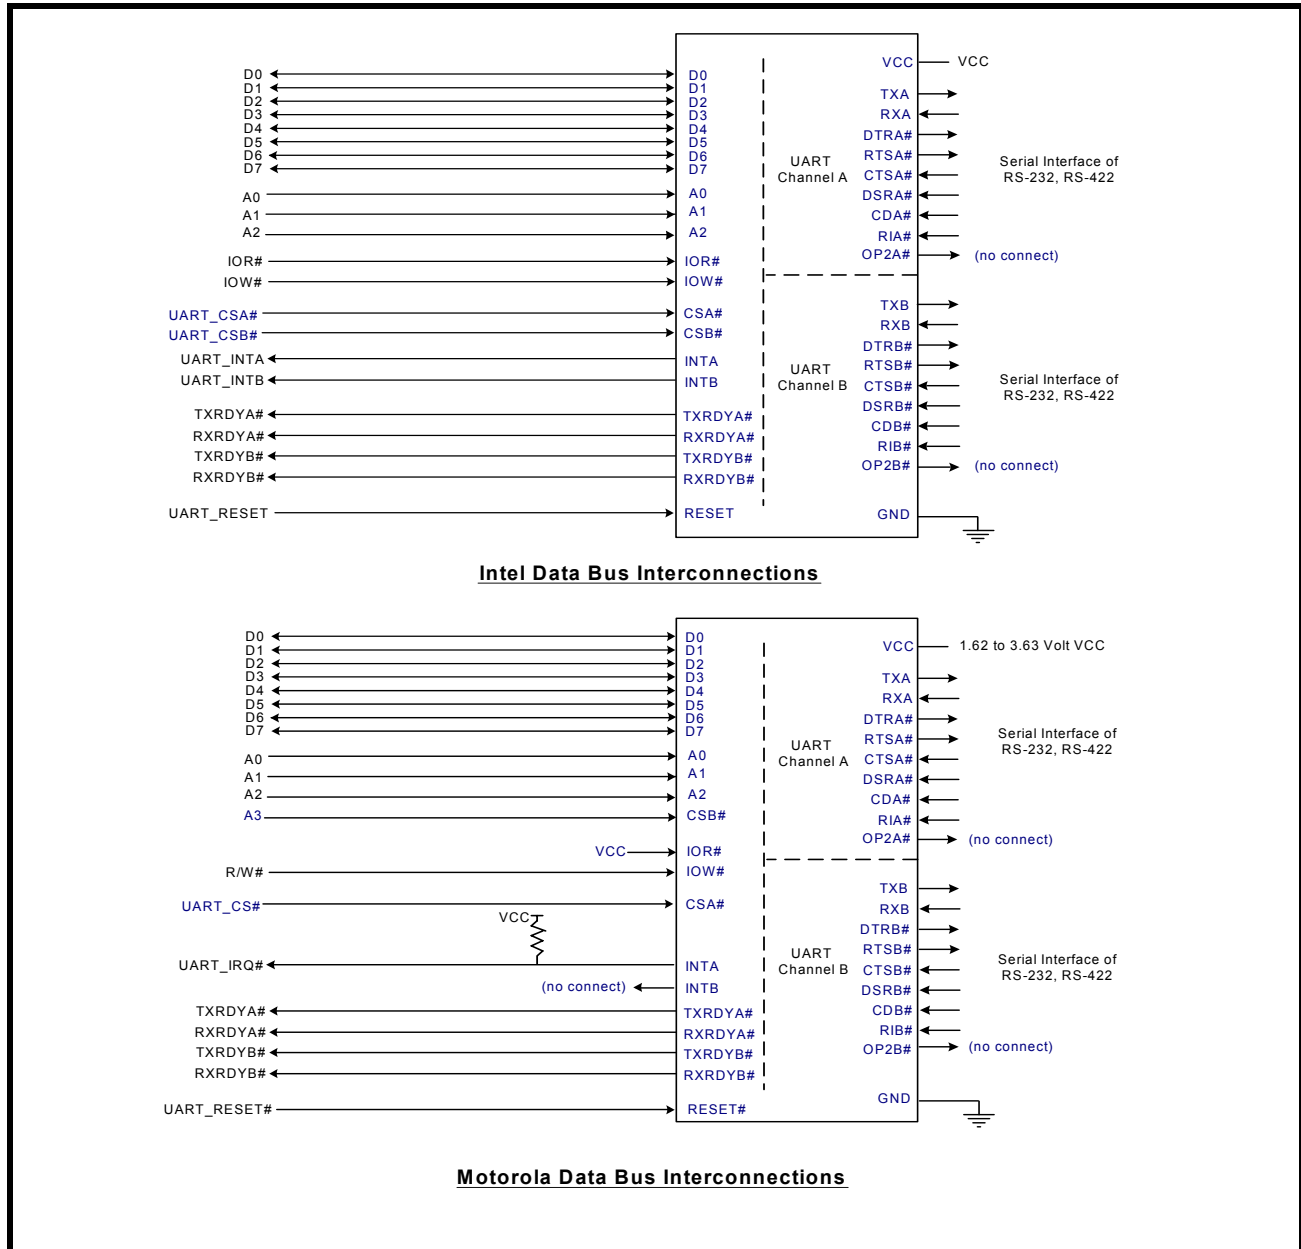 D0 D0
D1 D1
D2 D2
D3 D3
D4 D4
D5 D5
D6 D6
D7 D7
A0 A0
A1 A1
A2 A2
IOR# IOR#
IOW# IOW#
UART_CSA# CSA#
UART_CSB# CSB#
UART_INTA INTA
UART_INTB INTB
TXRDYA# TXRDYA#
RXRDYA# RXRDYA#
TXRDYB# TXRDYB#
RXRDYB# RXRDYB#
UART_RESET RESET
UART
Channel A
UART
Channel B
VCC VCC
TXA
RXA
DTRA#
RTSA#
CTSA#
DSRA#
CDA#
RIA#
OP2A# (no connect)
Serial Interface of
RS-232, RS-422
TXB
RXB
DTRB#
RTSB#
CTSB#
DSRB#
CDB#
RIB#
OP2B# (no connect)
Serial Interface of
RS-232, RS-422
GND
Intel Data Bus Interconnections
D0 D0
D1 D1
D2 D2
D3 D3
D4 D4
D5 D5
D6 D6
D7 D7
A0 A0
A1 A1
A2 A2
A3 CSB#
VCC IOR#
R/W# IOW#
UART_CS# CSA#
VCC
UART_IRQ# INTA
(no connect) INTB
TXRDYA# TXRDYA#
RXRDYA# RXRDYA#
TXRDYB# TXRDYB#
RXRDYB# RXRDYB#
UART_RESET# RESET#
UART
Channel A
UART
Channel B
VCC 1.62 to 3.63 Volt VCC
TXA
RXA
DTRA#
RTSA#
CTSA#
DSRA#
CDA#
RIA#
OP2A# (no connect)
Serial Interface of
RS-232, RS-422
TXB
RXB
DTRB#
RTSB#
CTSB#
DSRB#
CDB#
RIB#
OP2B# (no connect)
Serial Interface of
RS-232, RS-422
GND
Motorola Data Bus Interconnections